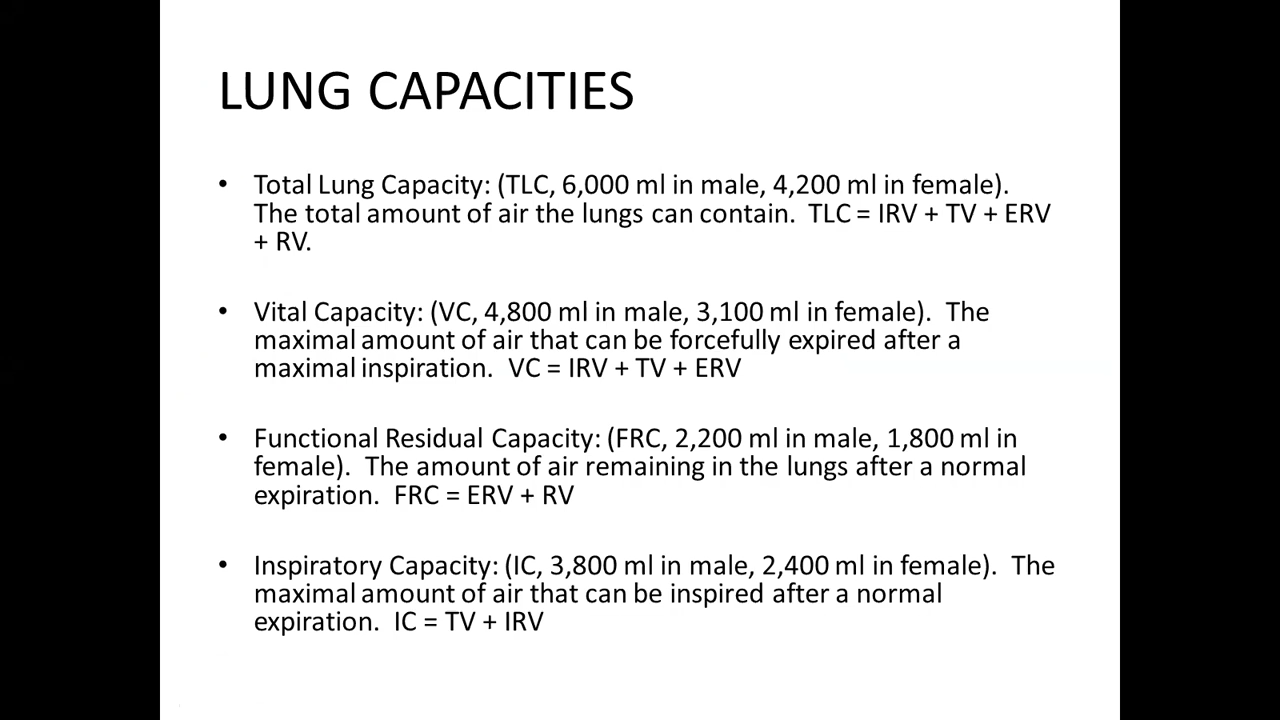 LUNG CAPACITIES
• Total Lung Capacity: (TLC, 6,000 ml in male, 4,200 ml in female).
The total amount of air the lungs can contain. TLC = IRV + TV + ERV
+ RV.
• Vital Capacity: (VC, 4,800 ml in male, 3,100 ml in female). The
maximal amount of air that can be forcefully expired after a
maximal inspiration. VC = IRV + TV + ERV
• Functional Residual Capacity: (FRC, 2,200 ml in male, 1,800 ml in
female). The amount of air remaining in the lungs after a normal
expiration. FRC = ERV + RV
• Inspiratory Capacity: (IC, 3,800 ml in male, 2,400 ml in female). The
maximal amount of air that can be inspired after a normal
expiration. IC = TV + IRV